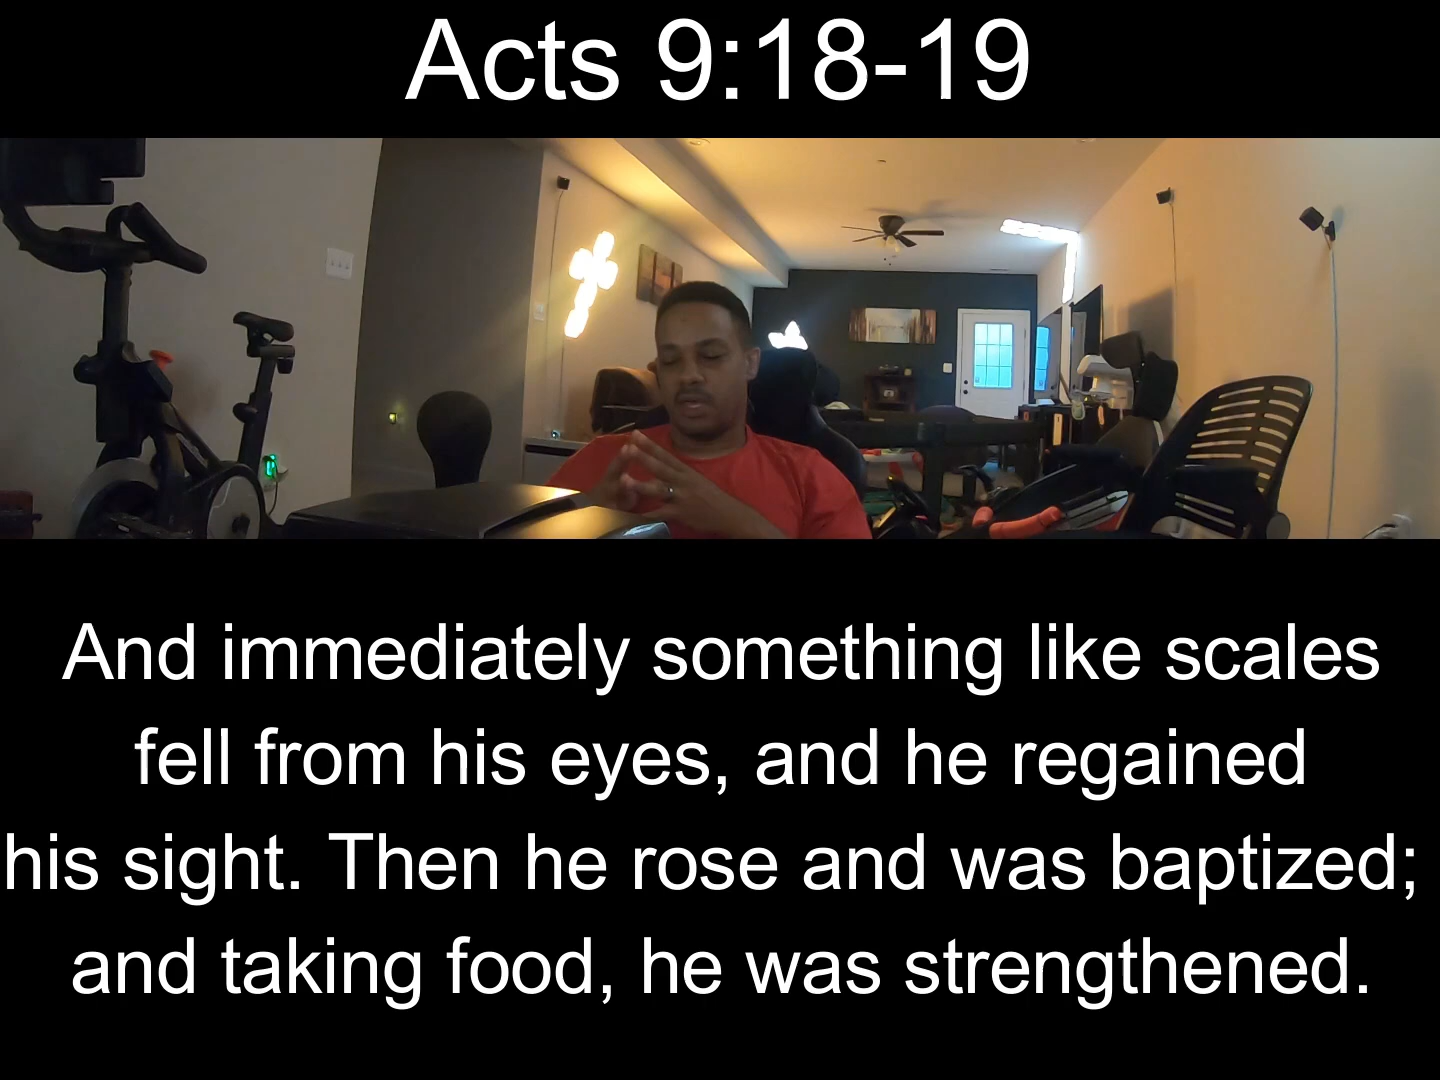 Acts 9:18-19
And immediately something like scales
fell from his eyes, and he regained
his sight. Then he rose and was baptized;
and taking food, he was strengthened.